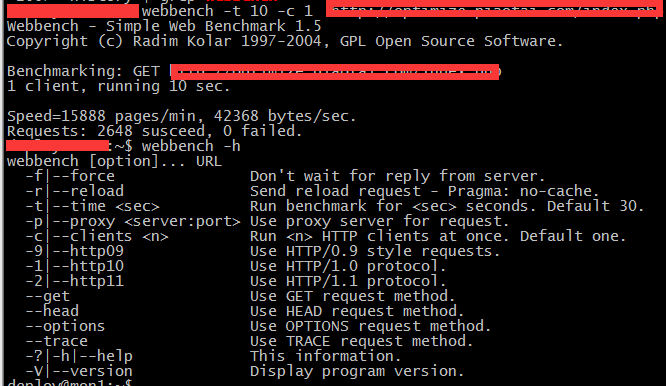 webbench -t 10 -c 1
Webbench - Simple Web Benchmark 1.5
Copyright (c) Radim Kolar 1997-2004, GPL Open Source Software.
Benchmarking: GET
1 client, running 10 sec.
Speed=15888 pages/min, 42368 bytes/sec.
Requests: 2648 susceed, 0 failed.
:~$ webbench -h
webbench [option]... URL
-f|--force Don't wait for reply from server.
-r|--reload Send reload request - Pragma: no-cache.
-t|--time <sec> Run benchmark for <sec> seconds. Default 30.
-p|--proxy <server:port> Use proxy server for request.
-c|--clients <n> Run <n> HTTP clients at once. Default one.
-9|--http09 Use HTTP/0.9 style requests.
-1|--http10 Use HTTP/1.0 protocol.
-2|--http11 Use HTTP/1.1 protocol.
--get Use GET request method.
--head Use HEAD request method.
--options Use OPTIONS request method.
--trace Use TRACE request method.
-?|-h|--help This information.
-V|--version Display program version.
deploy@mon1:~$